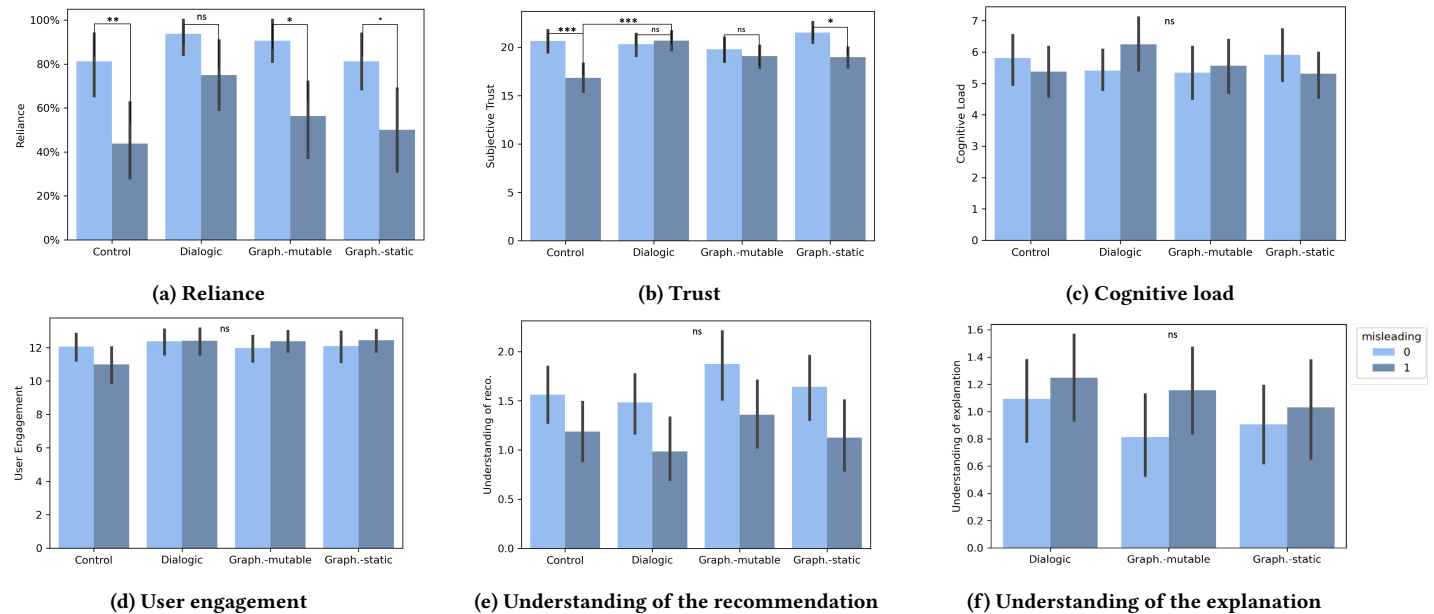 100%
80%
60%
40%
20%
0%
Reliance
** ns * .
Control Dialogic Graph.-mutable Graph.-static
(a) Reliance
20
15
10
5
0
Subjective Trust
*** *** ns ns *
Control Dialogic Graph.-mutable Graph.-static
(b) Trust
7
6
5
4
3
2
1
0
Cognitive Load
ns
Control Dialogic Graph.-mutable Graph.-static
(c) Cognitive load
12
10
8
6
4
2
0
User Engagement
ns
Control Dialogic Graph.-mutable Graph.-static
(d) User engagement
2.0
1.5
1.0
0.5
0.0
Understanding of reco.
ns
Control Dialogic Graph.-mutable Graph.-static
(e) Understanding of the recommendation
1.6
1.4
1.2
1.0
0.8
0.6
0.4
0.2
0.0
Understanding of explanation
ns
Dialogic Graph.-mutable Graph.-static
(f) Understanding of the explanation
misleading
0
1